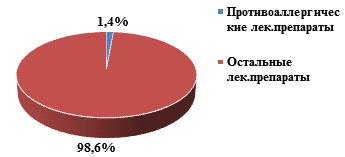 1,4%
98,6%
Противоаллергичес
кие лек.препараты
Остальные
лек.препараты